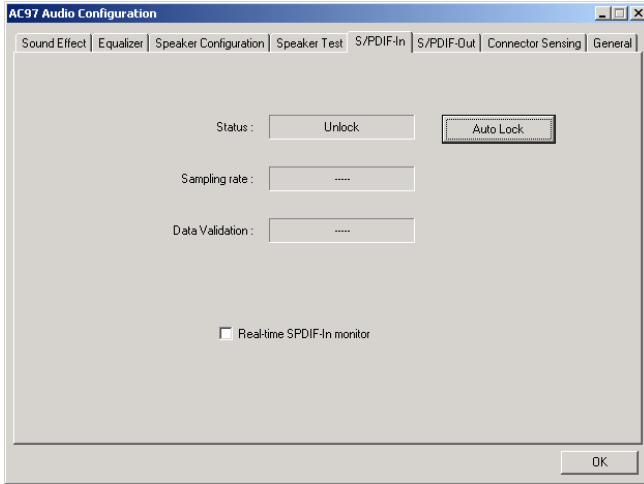 AC97 Audio Configuration
Sound Effect Equalizer Speaker Configuration Speaker Test S/PDIF-In S/PDIF-Out Connector Sensing General
Status : Unlock Auto Lock
Sampling rate : -----
Data Validation : -----
Real-time SPDIF-In monitor
OK